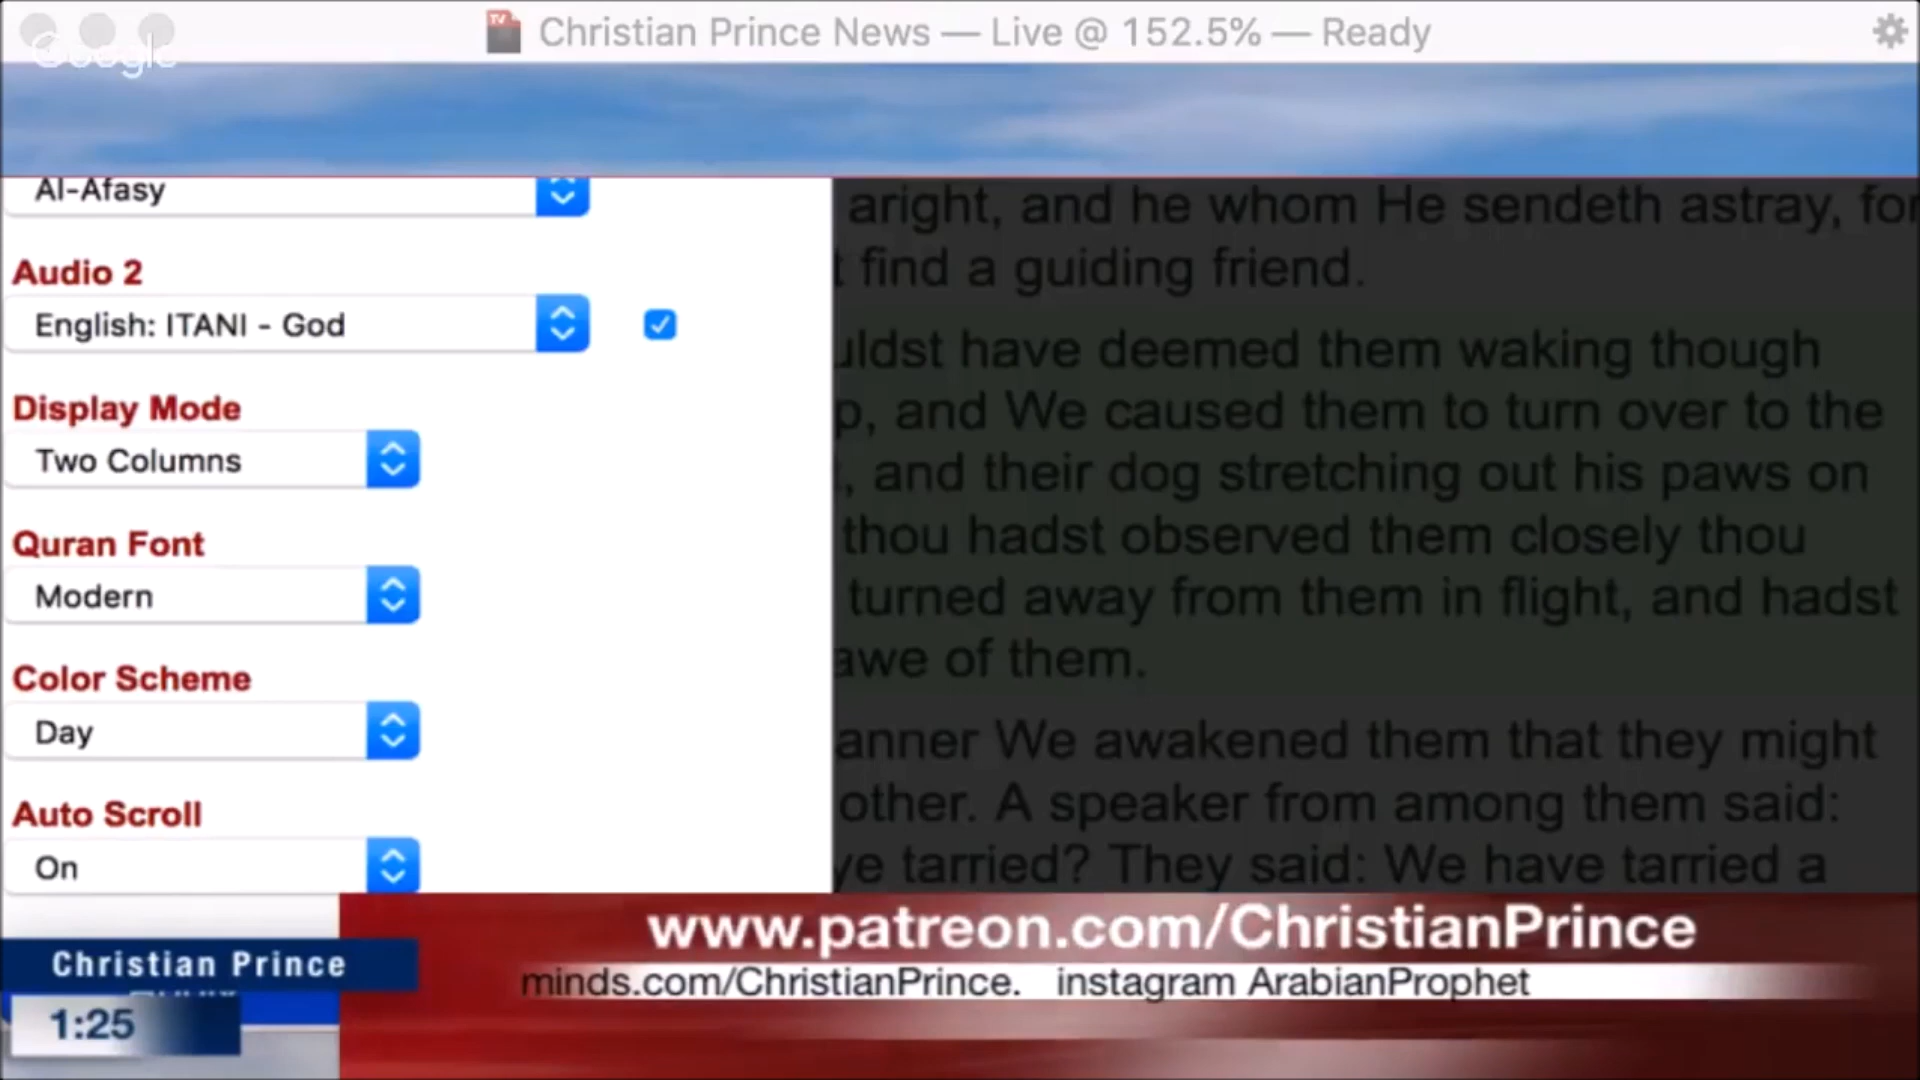 Christian Prince News — Live @ 152.5% — Ready
Google
Al-Afasy
Audio 2
English: ITANI - God
Display Mode
Two Columns
Quran Font
Modern
Color Scheme
Day
Auto Scroll
On
aright, and he whom He sendeth astray, for
find a guiding friend.
have deemed them waking though
and We caused them to turn over to the
, and their dog stretching out his paws on
thou hadst observed them closely thou
turned away from them in flight, and hadst
awe of them.
We awakened them that they might
other. A speaker from among them said:
ye tarried? They said: We have tarried a
www.patreon.com/ChristianPrince
minds.com/ChristianPrince. instagram ArabianProphet
Christian Prince
1:25